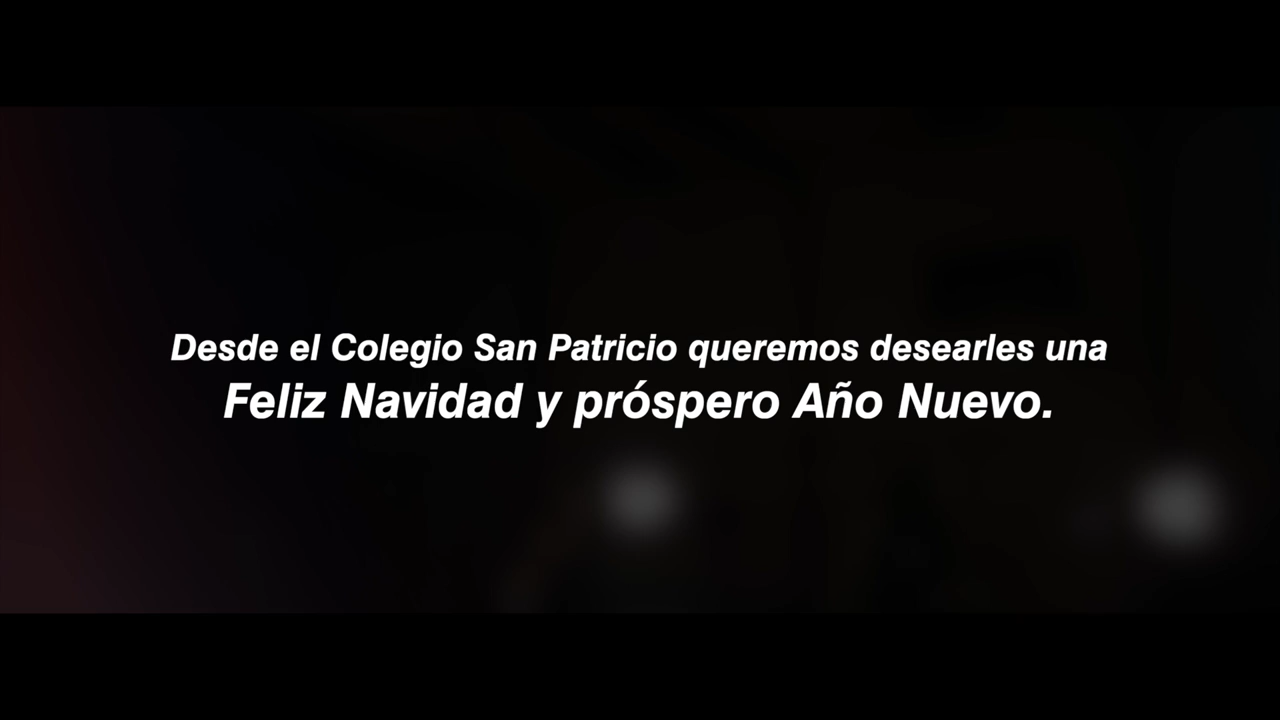 Desde el Colegio San Patricio queremos desearles una
Feliz Navidad y próspero Año Nuevo.